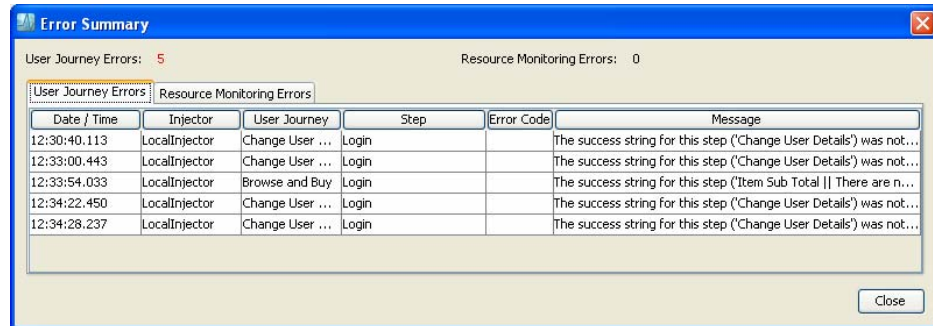 Error Summary
User Journey Errors: 5 Resource Monitoring Errors: 0
User Journey Errors Resource Monitoring Errors
Date / Time Injector User Journey Step Error Code Message
12:30:40.113 LocalInjector Change User ... Login The success string for this step ('Change User Details') was not...
12:33:00.443 LocalInjector Change User ... Login The success string for this step ('Change User Details') was not...
12:33:54.033 LocalInjector Browse and Buy Login The success string for this step ('Item Sub Total || There are n...
12:34:22.450 LocalInjector Change User ... Login The success string for this step ('Change User Details') was not...
12:34:28.237 LocalInjector Change User ... Login The success string for this step ('Change User Details') was not...
Close